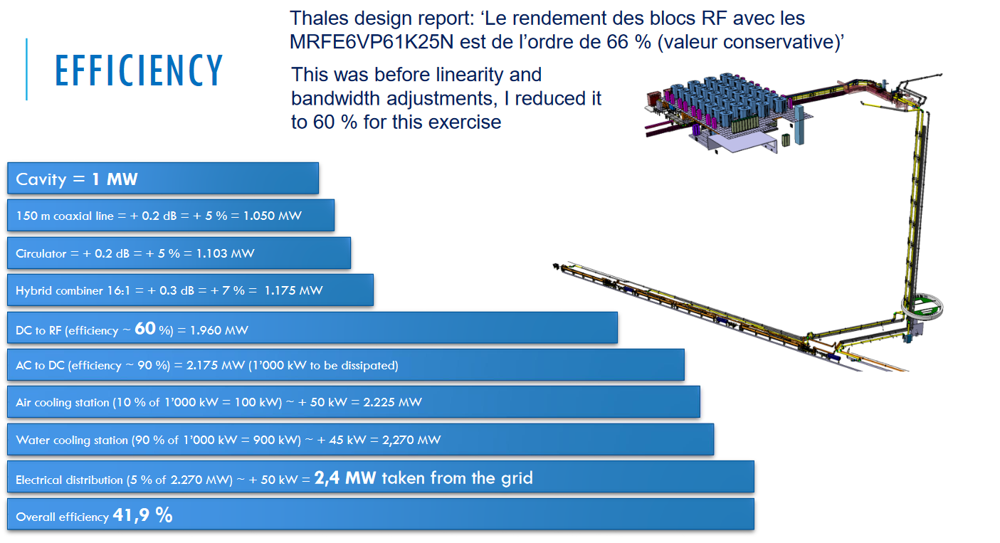 EFFICIENCY
Thales design report: ‘Le rendement des blocs RF avec les
MRFE6VP61K25N est de l’ordre de 66 % (valeur conservative)’
This was before linearity and
bandwidth adjustments, I reduced it
to 60 % for this exercise
Cavity = 1 MW
150 m coaxial line = + 0.2 dB = + 5 % = 1.050 MW
Circulator = + 0.2 dB = + 5 % = 1.103 MW
Hybrid combiner 16:1 = + 0.3 dB = + 7 % = 1.175 MW
DC to RF (efficiency ~ 60 %) = 1.960 MW
AC to DC (efficiency ~ 90 %) = 2.175 MW (1’000 kW to be dissipated)
Air cooling station (10 % of 1’000 kW = 100 kW) ~ + 50 kW = 2.225 MW
Water cooling station (90 % of 1’000 kW = 900 kW) ~ + 45 kW = 2,270 MW
Electrical distribution (5 % of 2.270 MW) ~ + 50 kW = 2,4 MW taken from the grid
Overall efficiency 41,9 %